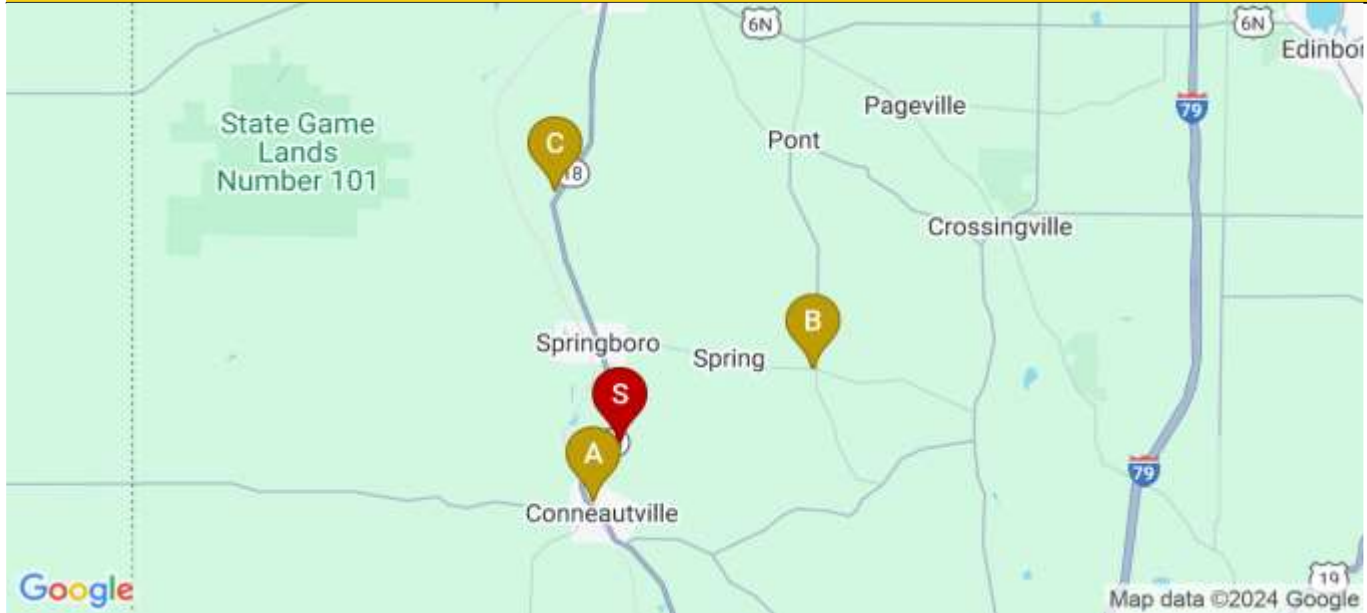 6N
6N
Edinbor
79
Pageville
State Game
Lands
Number 101
C
18
Pont
Crossingville
B
Springboro
Spring
S
A
79
Conneautville
Google
19
Map data ©2024 Google